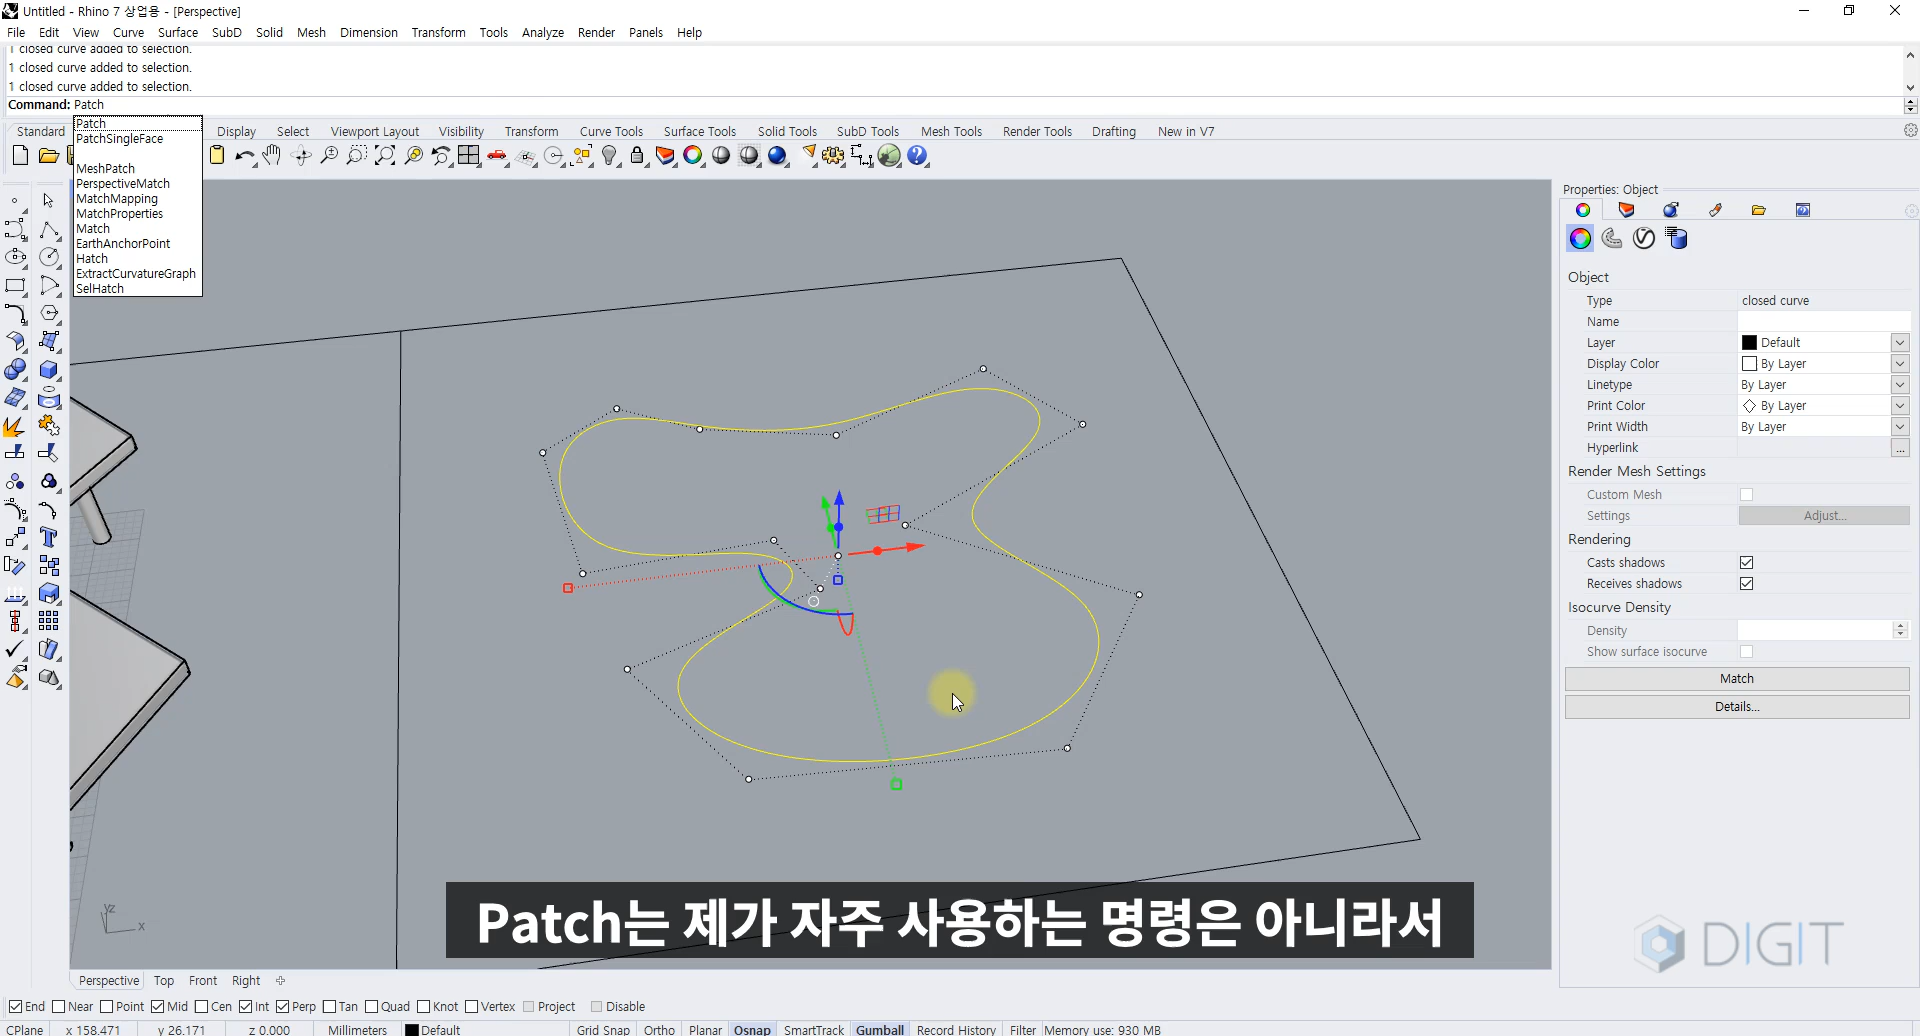 Untitled - Rhino 7 상업용 - [Perspective]
File Edit View Curve Surface SubD Solid Mesh Dimension Transform Tools Analyze Render Panels Help
1 closed curve added to selection.
1 closed curve added to selection.
1 closed curve added to selection.
Command: Patch
Standard Display Select Viewport Layout Visibility Transform Curve Tools Surface Tools Solid Tools SubD Tools Mesh Tools Render Tools Drafting New in V7
Patch
PatchSingleFace
MeshPatch
PerspectiveMatch
MatchMapping
MatchProperties
Match
EarthAnchorPoint
Hatch
ExtractCurvatureGraph
SelHatch
Properties: Object
Object
Type closed curve
Name
Layer Default
Display Color By Layer
Linetype By Layer
Print Color By Layer
Print Width By Layer
Hyperlink ...
Render Mesh Settings
Custom Mesh
Settings Adjust...
Rendering
Casts shadows
Receives shadows
Isocurve Density
Density
Show surface isocurve
Match
Details...
yz
x
Patch는 제가 자주 사용하는 명령은 아니라서
DIGIT
Perspective Top Front Right
End Near Point Mid Cen Int Perp Tan Quad Knot Vertex Project Disable
CPlane x 158.471 y 26.171 z 0.000 Millimeters Default Grid Snap Ortho Planar Osnap SmartTrack Gumball Record History Filter Memory use: 930 MB